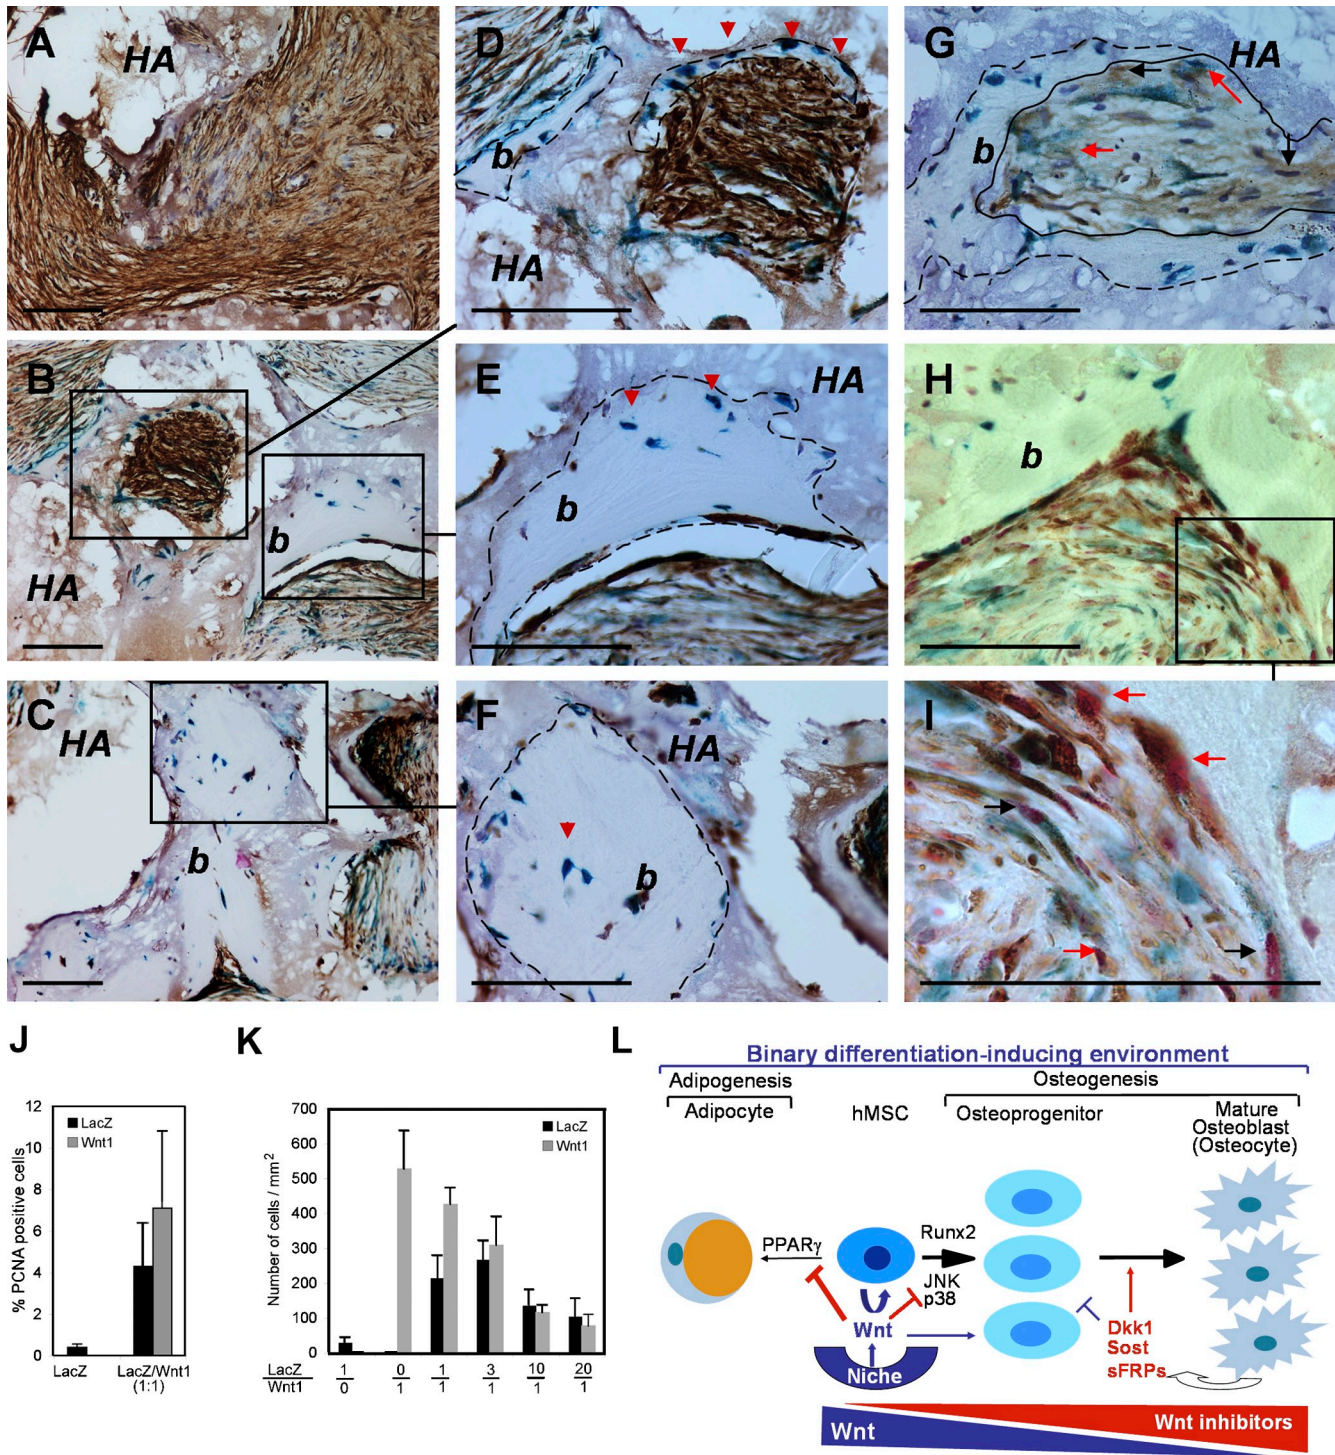 A
HA
D
HA
b
G
HA
b
B
HA
b
E
HA
b
H
b
C
HA
b
F
HA
b
I
J
% PCNA positive cells
12
10
8
6
4
2
0
LacZ
Wnt1
LacZ
LacZ/Wnt1
(1:1)
K
Number of cells / mm2
700
600
500
400
300
200
100
0
LacZ
Wnt1
LacZ 1 0 1 3 10 20
Wnt1 0 1 1 1 1 1
L
Binary differentiation-inducing environment
Adipogenesis
Osteogenesis
Adipocyte
hMSC
Osteoprogenitor
Mature
Osteoblast
(Osteocyte)
PPARγ
Runx2
JNK
p38
Wnt
Niche
Dkk1
Sost
sFRPs
Wnt
Wnt inhibitors